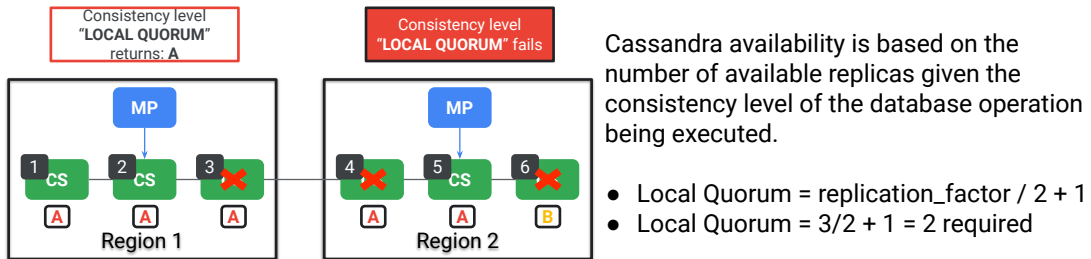 Consistency level
“LOCAL QUORUM”
returns: A
Consistency level
“LOCAL QUORUM” fails
MP
1
CS
2
CS
3
A
A
A
Region 1
MP
4
5
CS
6
A
A
B
Region 2
Cassandra availability is based on the
number of available replicas given the
consistency level of the database operation
being executed.
● Local Quorum = replication_factor / 2 + 1
● Local Quorum = 3/2 + 1 = 2 required